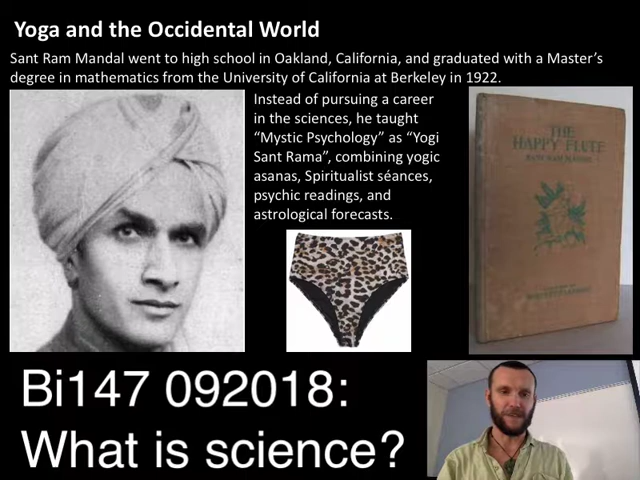 Yoga and the Occidental World
Sant Ram Mandal went to high school in Oakland, California, and graduated with a Master's
degree in mathematics from the University of California at Berkeley in 1922.
Instead of pursuing a career
in the sciences, he taught
“Mystic Psychology” as “Yogi
Sant Rama”, combining yogic
asanas, Spiritualist séances,
psychic readings, and
astrological forecasts.
THE
HAPPY FLUTE
SANT RAM MANDAL
Bi147 092018:
What is science?